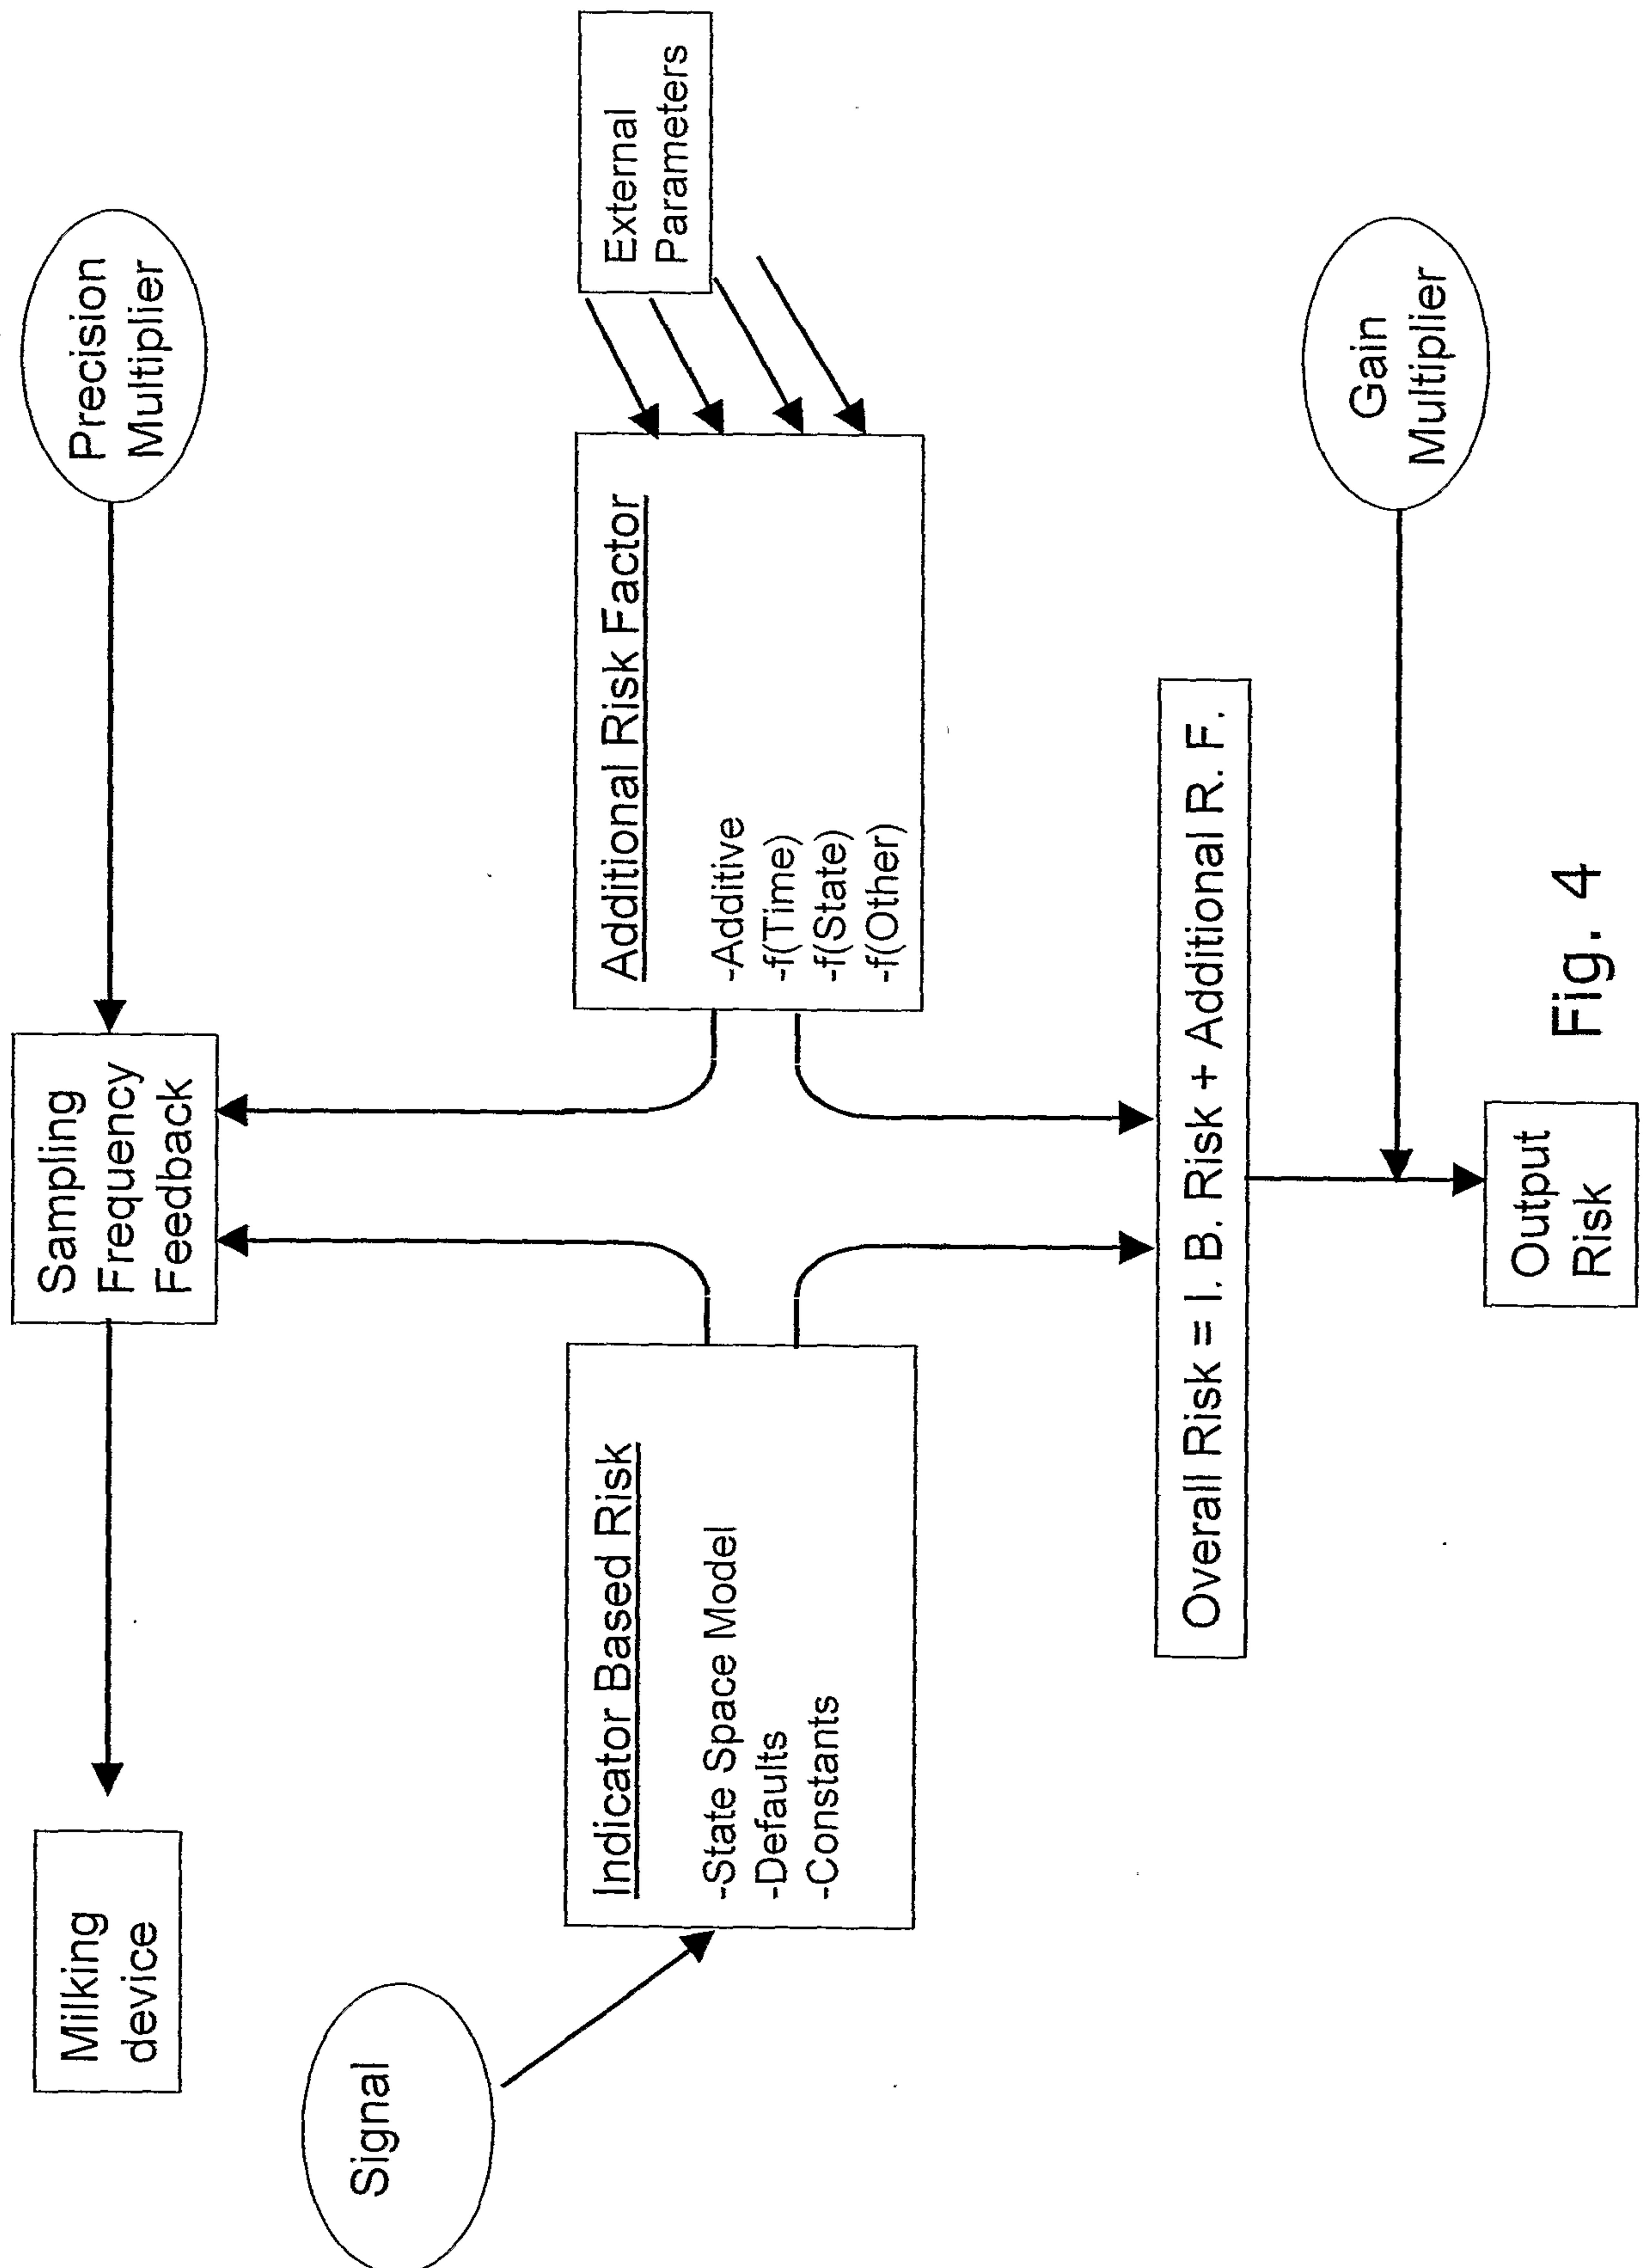 Milking
device
Sampling
Frequency
Feedback
Precision
Multiplier
Signal
Indicator Based Risk
-State Space Model
-Defaults
-Constants
Additional Risk Factor
-Additive
-f(Time)
-f(State)
-f(Other)
External
Parameters
Overall Risk = I. B. Risk + Additional R. F.
Gain
Multiplier
Output
Risk
Fig. 4